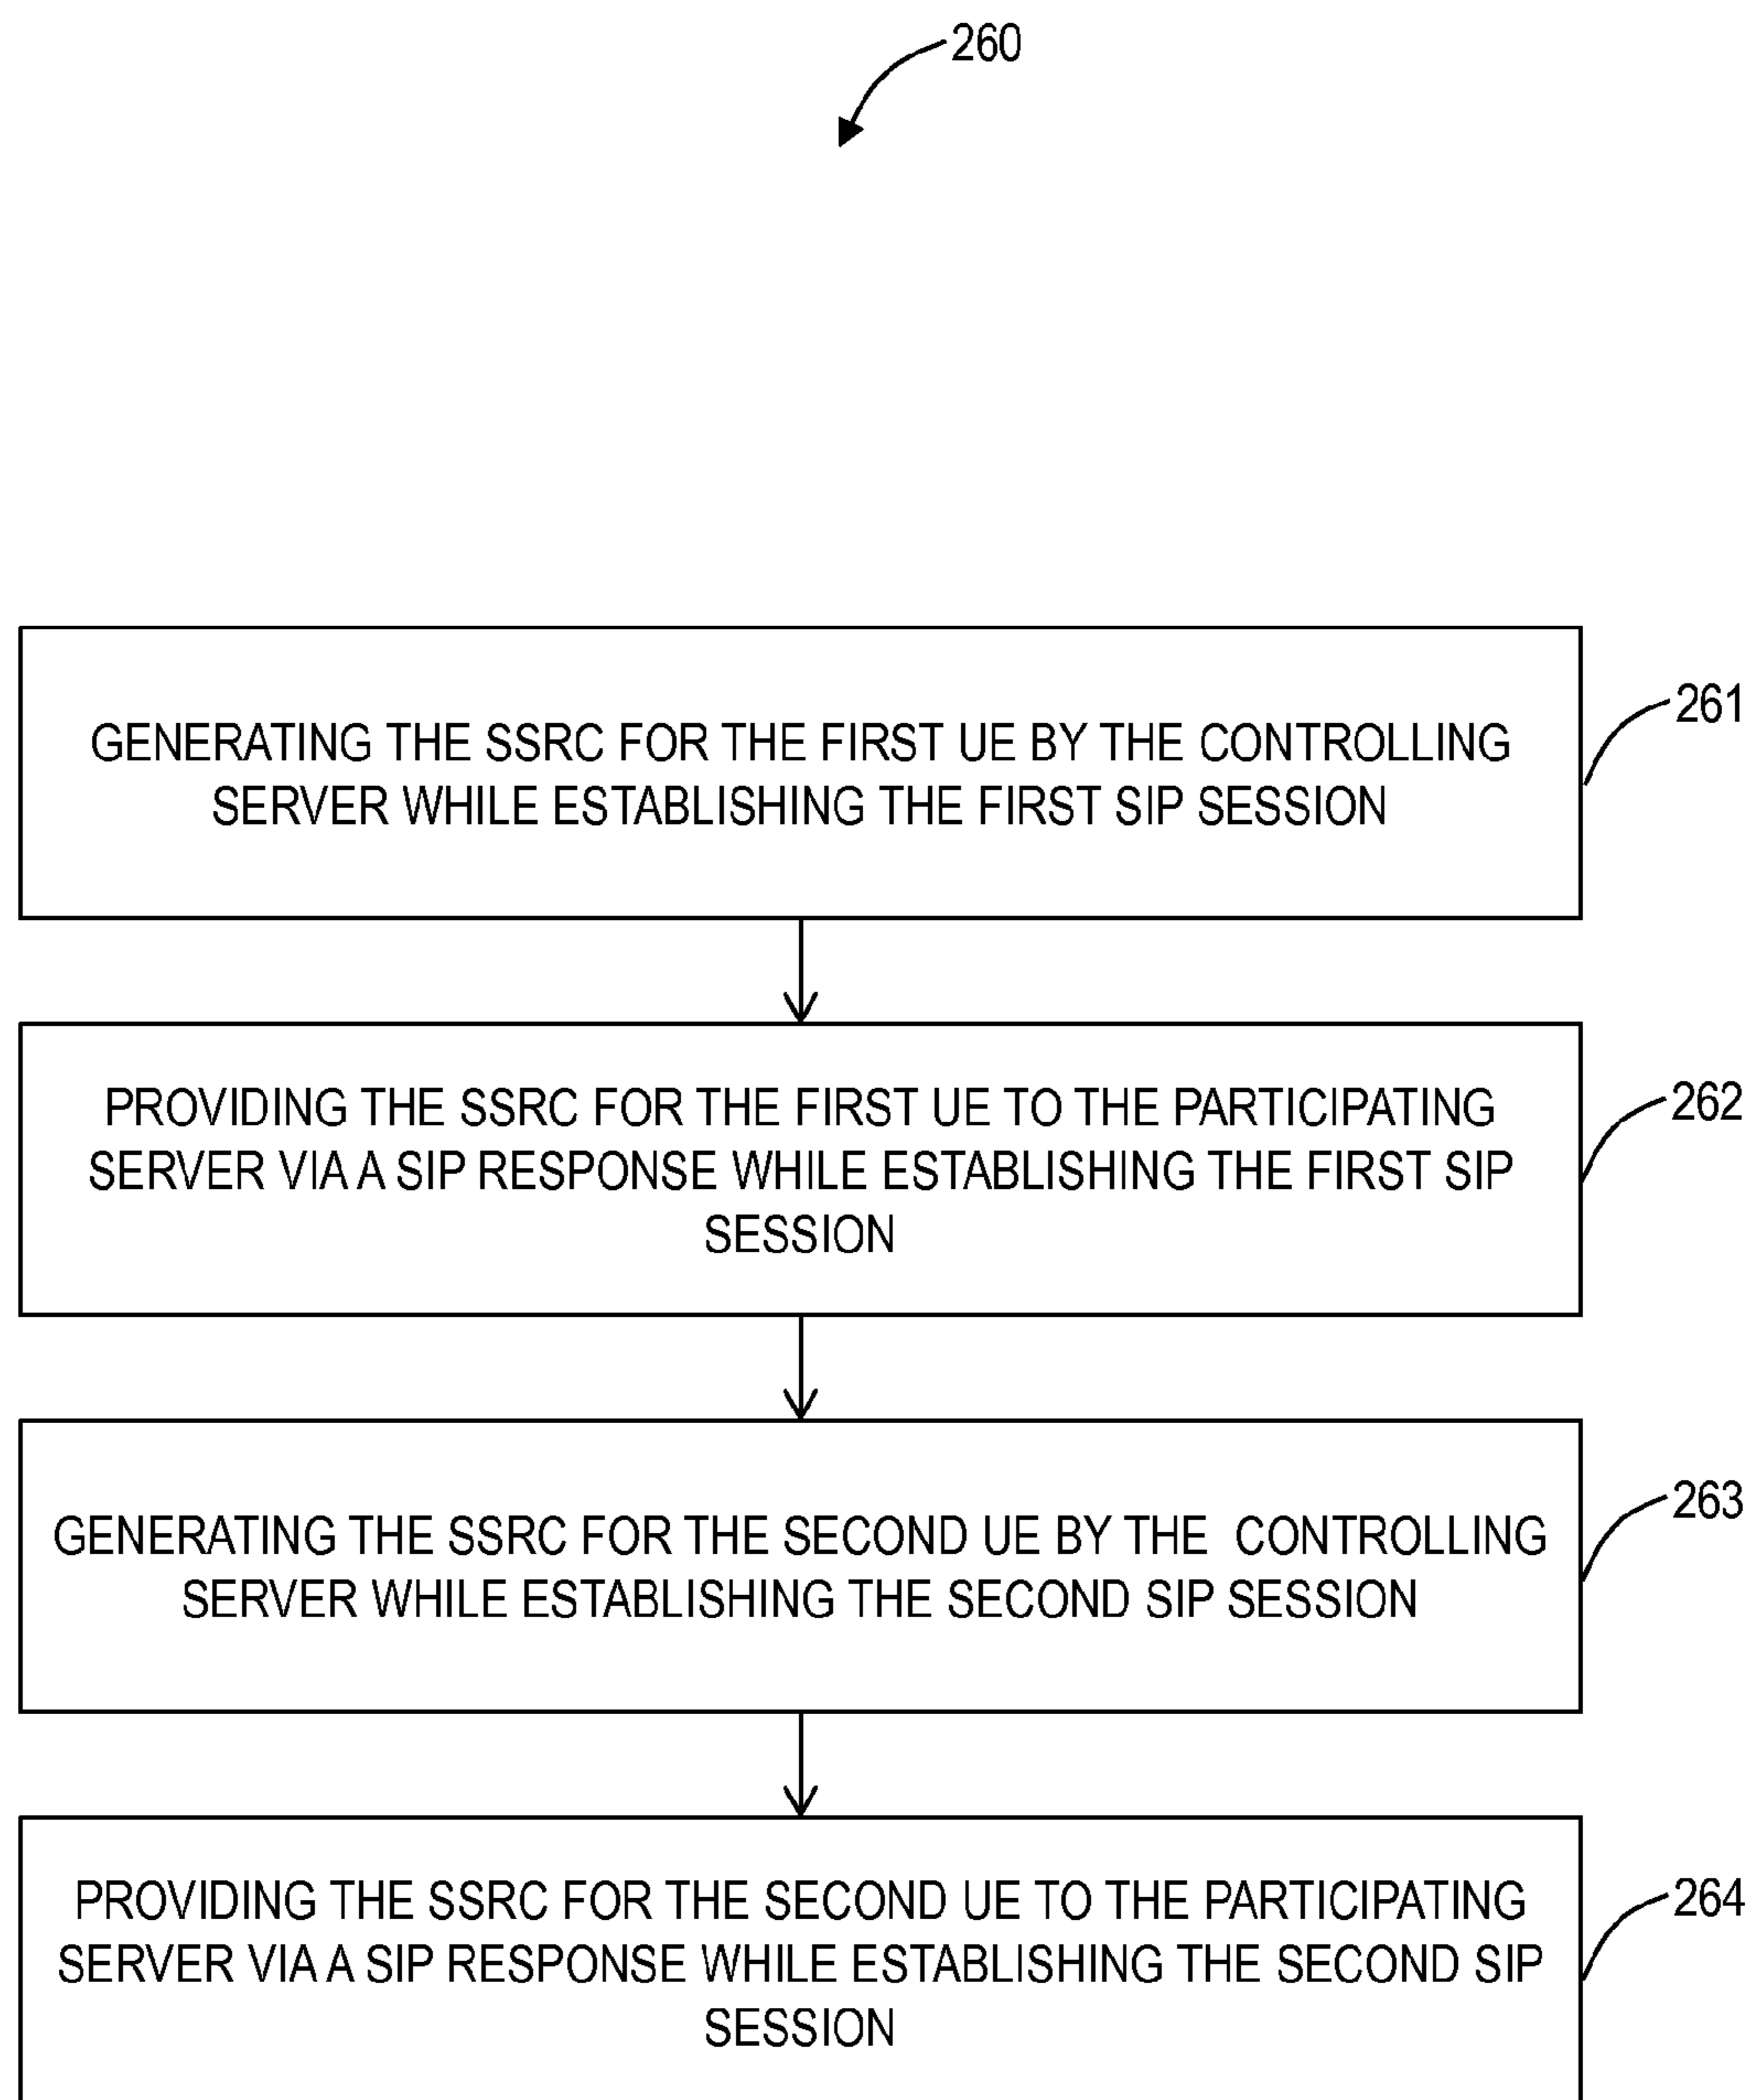 260
GENERATING THE SSRC FOR THE FIRST UE BY THE CONTROLLING
SERVER WHILE ESTABLISHING THE FIRST SIP SESSION
261
PROVIDING THE SSRC FOR THE FIRST UE TO THE PARTICIPATING
SERVER VIA A SIP RESPONSE WHILE ESTABLISHING THE FIRST SIP
SESSION
262
GENERATING THE SSRC FOR THE SECOND UE BY THE CONTROLLING
SERVER WHILE ESTABLISHING THE SECOND SIP SESSION
263
PROVIDING THE SSRC FOR THE SECOND UE TO THE PARTICIPATING
SERVER VIA A SIP RESPONSE WHILE ESTABLISHING THE SECOND SIP
SESSION
264